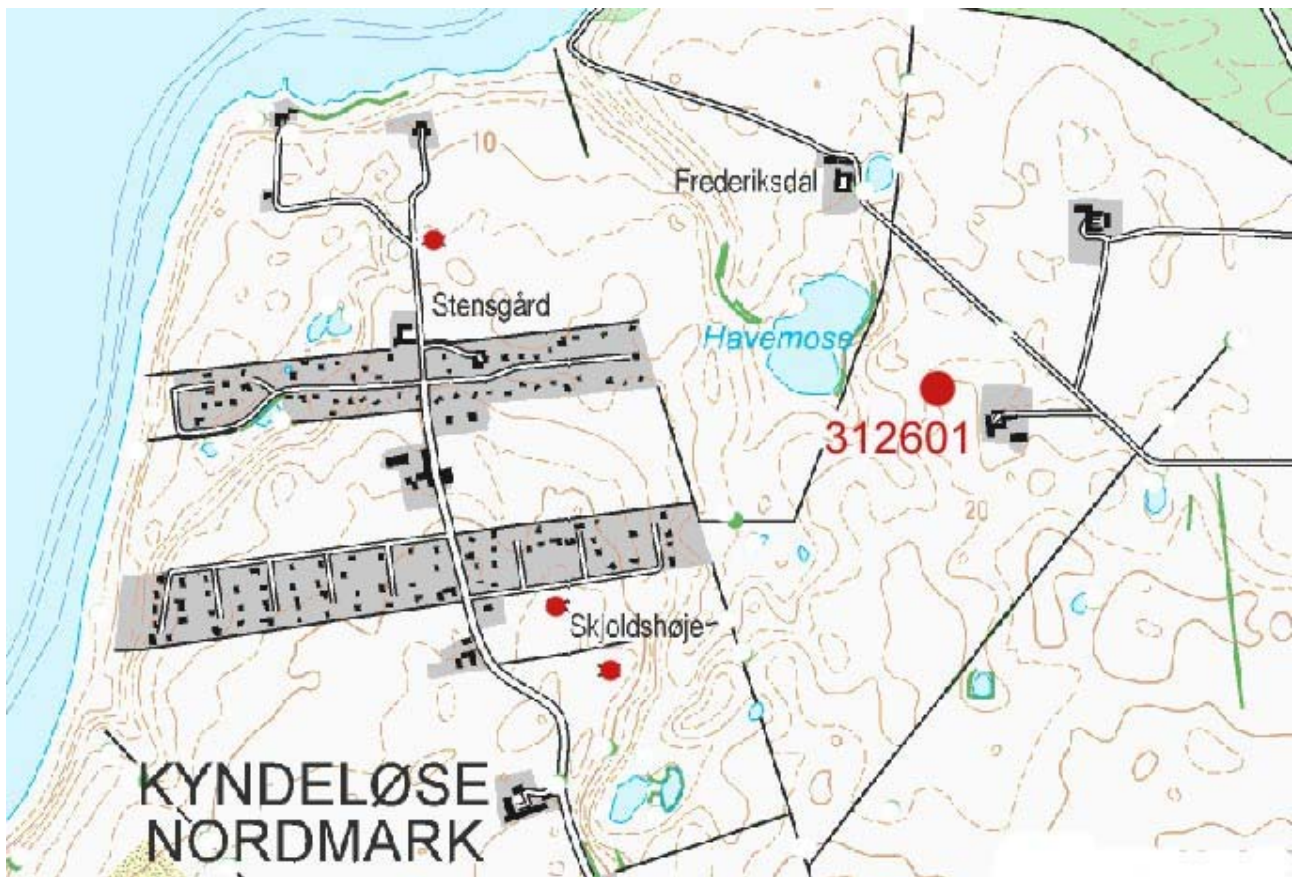 10
Frederiksdal
Stensgård
Havemose
312601
20
Skjoldshøje
KYNDELØSE
NORDMARK